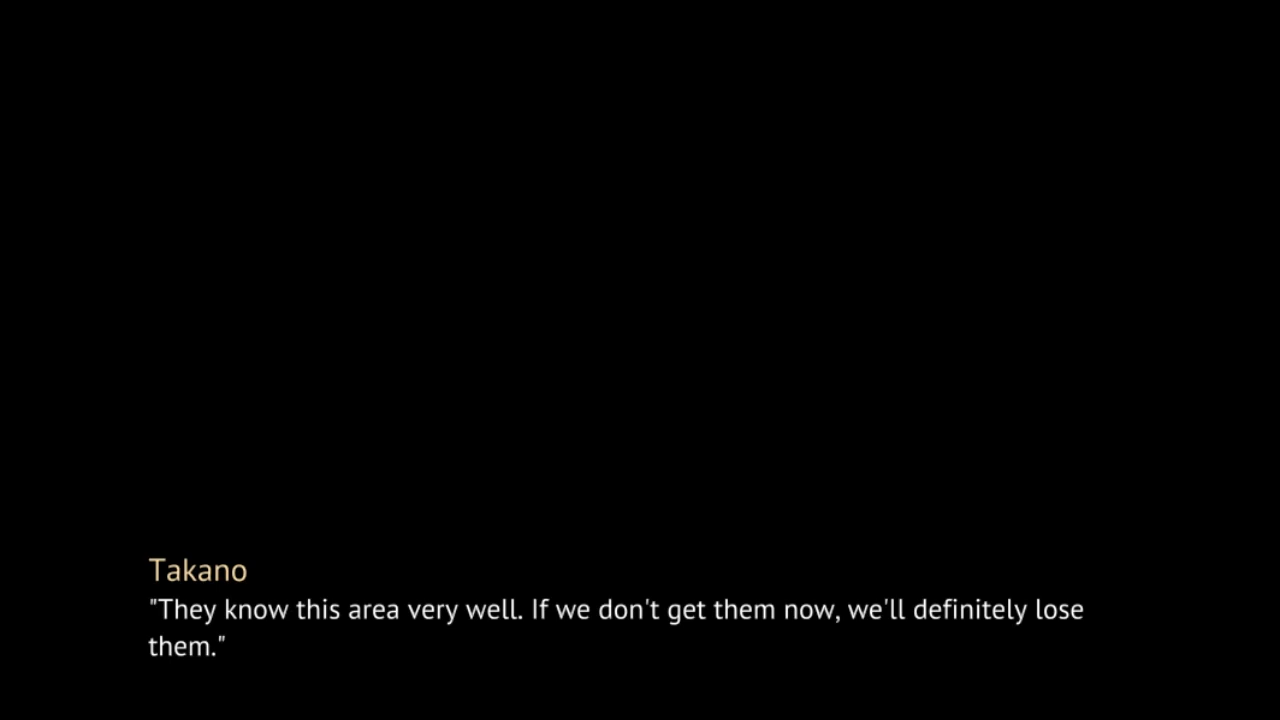 Takano
"They know this area very well. If we don't get them now, we'll definitely lose
them."